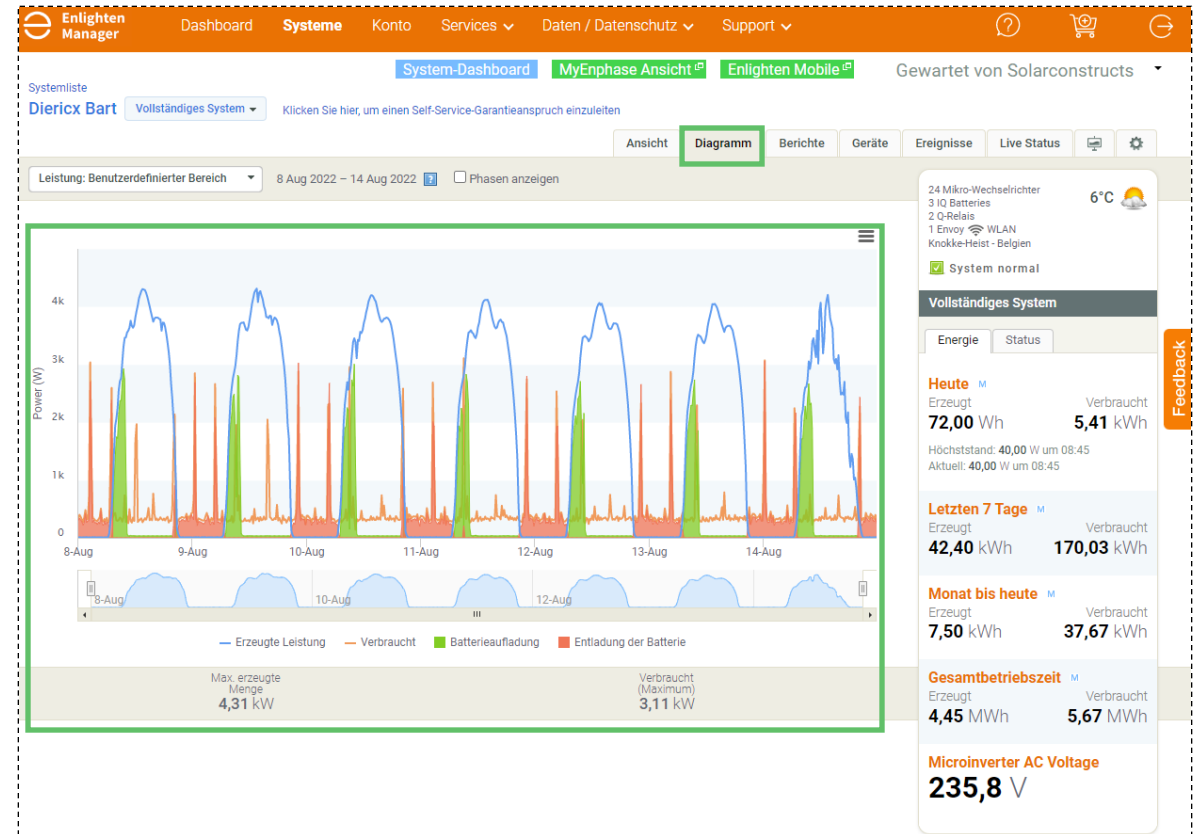 Enlighten Manager
Dashboard Systeme Konto Services Daten / Datenschutz Support
System-Dashboard MyEnphase Ansicht Enlighten Mobile Gewartet von Solarconstructs
Systemliste
Diericx Bart Vollständiges System Klicken Sie hier, um einen Self-Service-Garantieanspruch einzuleiten
Ansicht Diagramm Berichte Geräte Ereignisse Live Status
Leistung: Benutzerdefinierter Bereich 8 Aug 2022 – 14 Aug 2022 ? Phasen anzeigen
24 Mikro-Wechselrichter
3 IQ Batteries
2 Q-Relais
1 Envoy WLAN
Knokke-Heist - Belgien
6°C
System normal
Vollständiges System
Energie Status
Heute M
Erzeugt Verbraucht
72,00 Wh 5,41 kWh
Höchststand: 40,00 W um 08:45
Aktuell: 40,00 W um 08:45
Letzten 7 Tage M
Erzeugt Verbraucht
42,40 kWh 170,03 kWh
Monat bis heute M
Erzeugt Verbraucht
7,50 kWh 37,67 kWh
Gesamtbetriebszeit M
Erzeugt Verbraucht
4,45 MWh 5,67 MWh
Microinverter AC Voltage
235,8 V
Feedback
Power (W)
4k
3k
2k
1k
0
8-Aug 9-Aug 10-Aug 11-Aug 12-Aug 13-Aug 14-Aug
8-Aug 10-Aug 12-Aug
Erzeugte Leistung Verbraucht Batterieaufladung Entladung der Batterie
Max. erzeugte
Menge
4,31 kW
Verbraucht
(Maximum)
3,11 kW